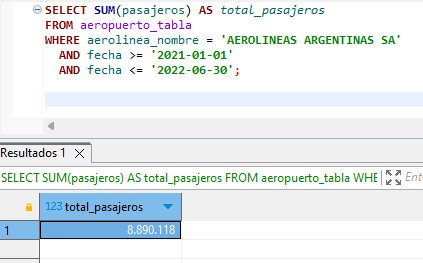 SELECT SUM(pasajeros) AS total_pasajeros
FROM aeropuerto_tabla
WHERE aerolinea_nombre = 'AEROLINEAS ARGENTINAS SA'
AND fecha >= '2021-01-01'
AND fecha <= '2022-06-30';
Resultados 1
SELECT SUM(pasajeros) AS total_pasajeros FROM aeropuerto_tabla WHE
123 total_pasajeros
1 8.890.118